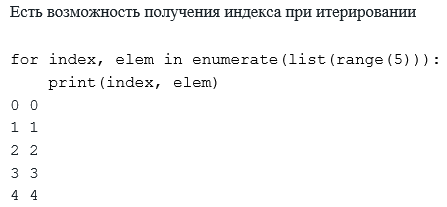 Есть возможность получения индекса при итерировании
for index, elem in enumerate(list(range(5))):
    print(index, elem)
0 0
1 1
2 2
3 3
4 4